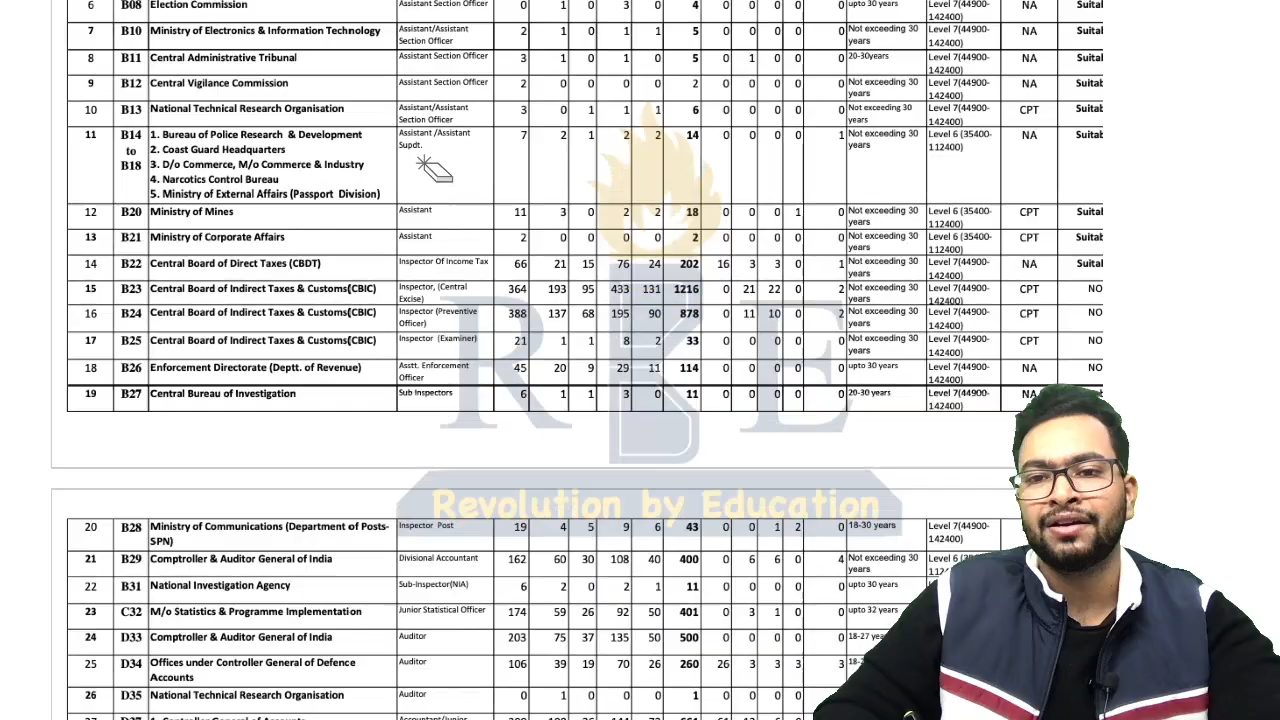 6 B08 Election Commission Assistant Section Officer 0 1 0 3 0 4 0 0 0 0 0 upto 30 years Level 7(44900-142400) NA Suital
7 B10 Ministry of Electronics & Information Technology Assistant/Assistant Section Officer 2 1 0 1 1 5 0 0 0 0 0 Not exceeding 30 years Level 7(44900-142400) NA Suital
8 B11 Central Administrative Tribunal Assistant Section Officer 3 1 0 1 0 5 0 1 0 0 0 20-30years Level 7(44900-142400) NA Suital
9 B12 Central Vigilance Commission Assistant Section Officer 2 0 0 0 0 2 0 0 0 0 0 Not exceeding 30 years Level 7(44900-142400) NA Suitab
10 B13 National Technical Research Organisation Assistant/Assistant Section Officer 3 0 1 1 1 6 0 0 0 0 0 Not exceeding 30 years Level 7(44900-142400) CPT Suitab
11 B14 to B18 1. Bureau of Police Research & Development Assistant /Assistant Supdt. 7 2 1 2 2 14 0 0 0 0 1 Not exceeding 30 years Level 6 (35400-112400) NA Suitab
2. Coast Guard Headquarters
3. D/o Commerce, M/o Commerce & Industry
4. Narcotics Control Bureau
5. Ministry of External Affairs (Passport Division)
12 B20 Ministry of Mines Assistant 11 3 0 2 2 18 0 0 0 1 0 Not exceeding 30 years Level 6 (35400-112400) CPT Suital
13 B21 Ministry of Corporate Affairs Assistant 2 0 0 0 0 2 0 0 0 0 0 Not exceeding 30 years Level 6 (35400-112400) CPT Suitab
14 B22 Central Board of Direct Taxes (CBDT) Inspector Of Income Tax 66 21 15 76 24 202 16 3 3 0 1 Not exceeding 30 years Level 7(44900-142400) NA Suital
15 B23 Central Board of Indirect Taxes & Customs(CBIC) Inspector, (Central Excise) 364 193 95 433 131 1216 0 21 22 0 2 Not exceeding 30 years Level 7(44900-142400) CPT NO
16 B24 Central Board of Indirect Taxes & Customs(CBIC) Inspector (Preventive Officer) 388 137 68 195 90 878 0 11 10 0 2 Not exceeding 30 years Level 7(44900-142400) CPT NO
17 B25 Central Board of Indirect Taxes & Customs(CBIC) Inspector (Examiner) 21 1 1 8 2 33 0 0 0 0 0 Not exceeding 30 years Level 7(44900-142400) CPT NO
18 B26 Enforcement Directorate (Deptt. of Revenue) Asstt. Enforcement Officer 45 20 9 29 11 114 0 0 0 0 0 upto 30 years Level 7(44900-142400) NA NO
19 B27 Central Bureau of Investigation Sub Inspectors 6 1 1 3 0 11 0 0 0 0 0 20-30 years Level 7(44900-142400) NA
R B E
Revolution by Education
20 B28 Ministry of Communications (Department of Posts-SPN) Inspector Post 19 4 5 9 6 43 0 0 1 2 0 18-30 years Level 7(44900-142400)
21 B29 Comptroller & Auditor General of India Divisional Accountant 162 60 30 108 40 400 0 6 6 0 4 Not exceeding 30 years Level 6
22 B31 National Investigation Agency Sub-Inspector(NIA) 6 2 0 2 1 11 0 0 0 0 0 upto 30 years
23 C32 M/o Statistics & Programme Implementation Junior Statistical Officer 174 59 26 92 50 401 0 3 1 0 0 upto 32 years
24 D33 Comptroller & Auditor General of India Auditor 203 75 37 135 50 500 0 0 0 0 0 18-27
25 D34 Offices under Controller General of Defence Accounts Auditor 106 39 19 70 26 260 26 3 3 3 3
26 D35 National Technical Research Organisation Auditor 0 1 0 0 0 1 0 0 0 0 0